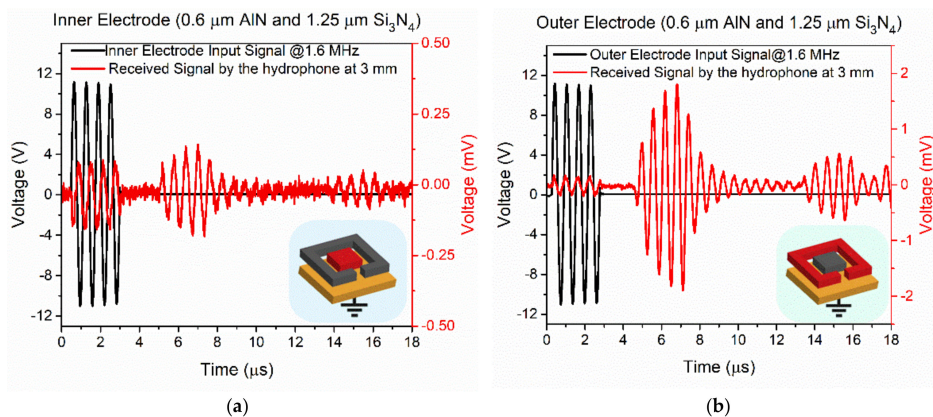 (a)
Inner Electrode (0.6 μm AlN and 1.25 μm Si₃N₄)
Inner Electrode Input Signal @1.6 MHz
Received Signal by the hydrophone at 3 mm
Voltage (V)
12
8
4
0
-4
-8
-12
0.50
0.25
0.00
-0.25
-0.50
Voltage (mV)
0 2 4 6 8 10 12 14 16 18
Time (μs)
(b)
Outer Electrode (0.6 μm AlN and 1.25 μm Si₃N₄)
Outer Electrode Input Signal@1.6 MHz
Received Signal by the hydrophone at 3 mm
Voltage (V)
12
8
4
0
-4
-8
-12
2
1
0
-1
-2
Voltage (mV)
0 2 4 6 8 10 12 14 16 18
Time (μs)
(a)
(b)